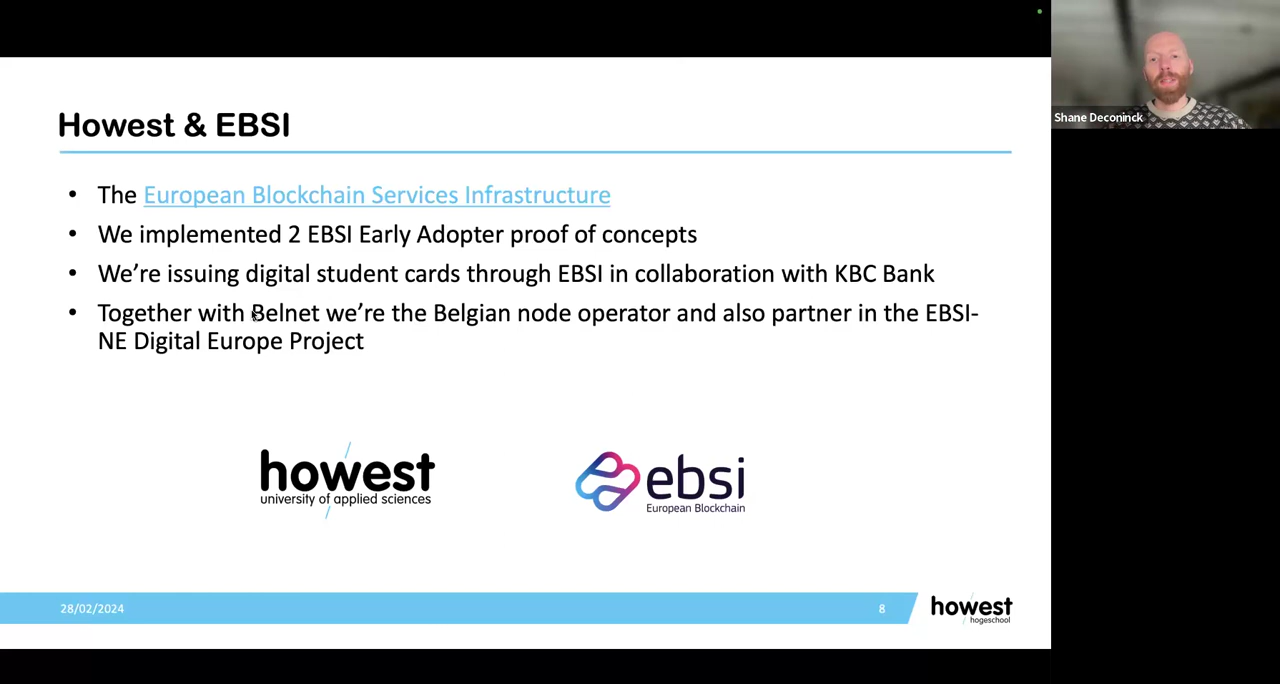 Howest & EBSI
• The European Blockchain Services Infrastructure
• We implemented 2 EBSI Early Adopter proof of concepts
• We’re issuing digital student cards through EBSI in collaboration with KBC Bank
• Together with Belnet we’re the Belgian node operator and also partner in the EBSI-
NE Digital Europe Project
howest
university of applied sciences
ebsi
European Blockchain
28/02/2024
8
howest
hogeschool
Shane Deconinck